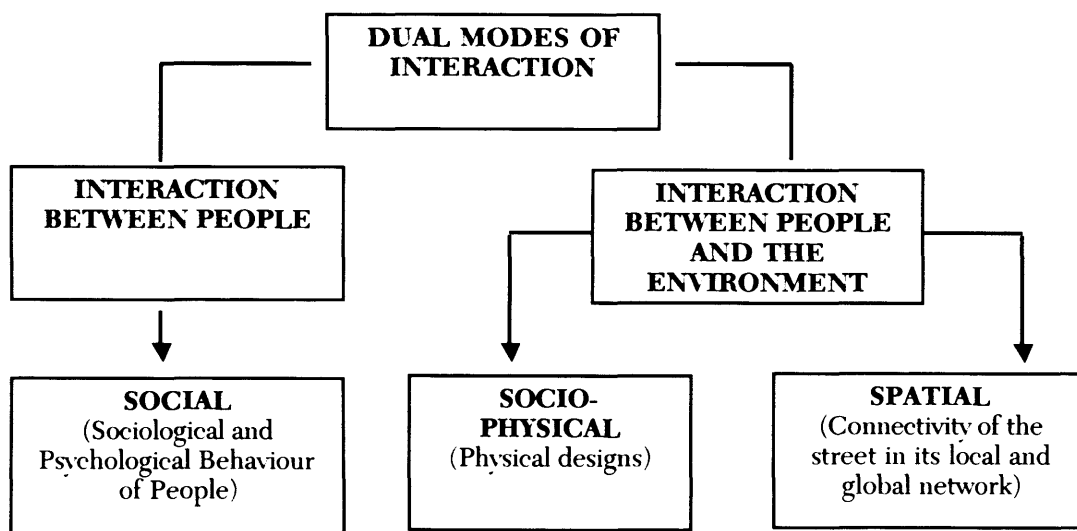 DUAL MODES OF
INTERACTION
INTERACTION
BETWEEN PEOPLE
INTERACTION
BETWEEN PEOPLE
AND THE
ENVIRONMENT
SOCIAL
(Sociological and
Psychological Behaviour
of People)
SOCIO-
PHYSICAL
(Physical designs)
SPATIAL
(Connectivity of the
street in its local and
global network)